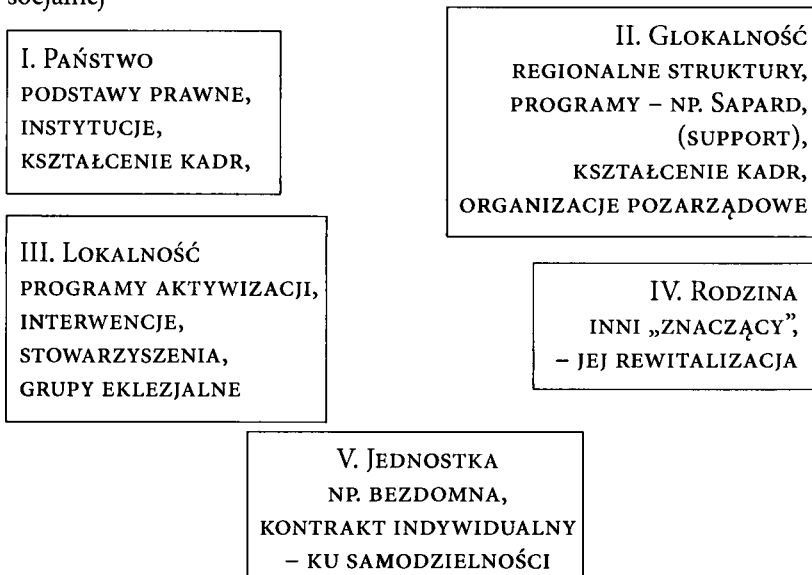 socjalnej
I. Państwo
podstawy prawne,
instytucje,
kształcenie kadr,
II. Glokalność
regionalne struktury,
programy – np. Sapard,
(support),
kształcenie kadr,
organizacje pozarządowe
III. Lokalność
programy aktywizacji,
interwencje,
stowarzyszenia,
grupy eklezjalne
IV. Rodzina
inni „znaczący”,
– jej rewitalizacja
V. Jednostka
np. bezdomna,
kontrakt indywidualny
– ku samodzielności